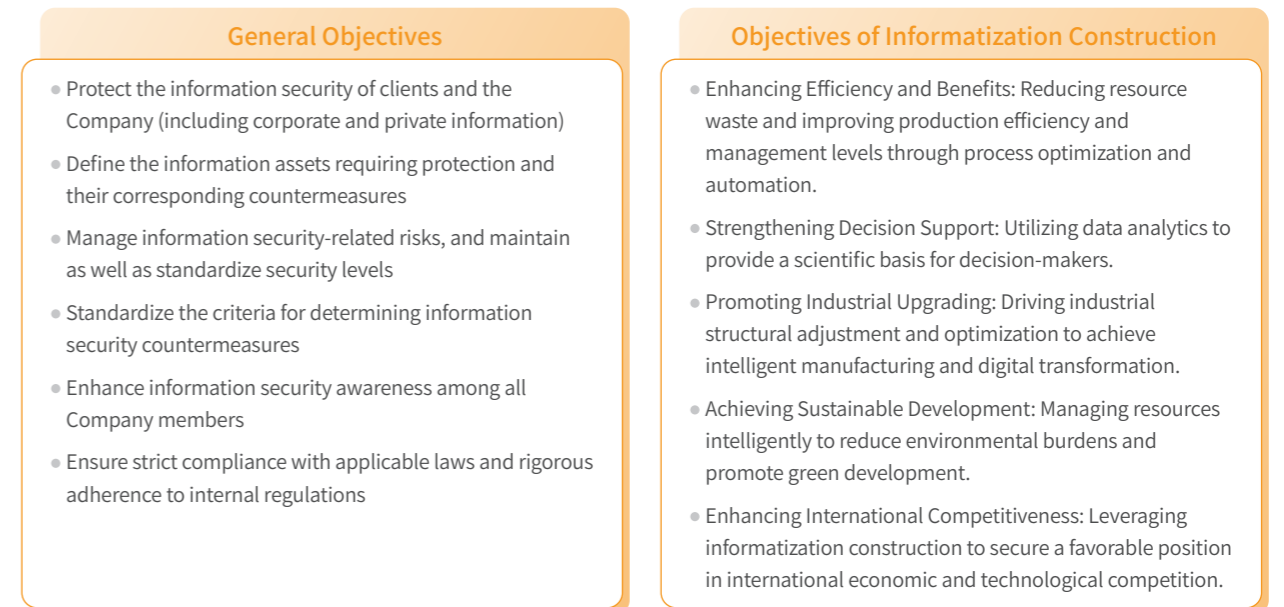 General Objectives
● Protect the information security of clients and the
Company (including corporate and private information)
● Define the information assets requiring protection and
their corresponding countermeasures
● Manage information security-related risks, and maintain
as well as standardize security levels
● Standardize the criteria for determining information
security countermeasures
● Enhance information security awareness among all
Company members
● Ensure strict compliance with applicable laws and rigorous
adherence to internal regulations
Objectives of Informatization Construction
● Enhancing Efficiency and Benefits: Reducing resource
waste and improving production efficiency and
management levels through process optimization and
automation.
● Strengthening Decision Support: Utilizing data analytics to
provide a scientific basis for decision-makers.
● Promoting Industrial Upgrading: Driving industrial
structural adjustment and optimization to achieve
intelligent manufacturing and digital transformation.
● Achieving Sustainable Development: Managing resources
intelligently to reduce environmental burdens and
promote green development.
● Enhancing International Competitiveness: Leveraging
informatization construction to secure a favorable position
in international economic and technological competition.